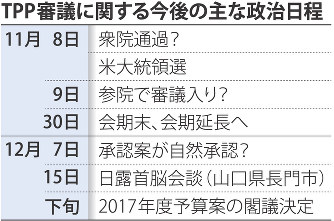 TPP審議に関する今後の主な政治日程
11月 8日 衆院通過?
米大統領選
9日 参院で審議入り?
30日 会期末、会期延長へ
12月 7日 承認案が自然承認?
15日 日露首脳会談(山口県長門市)
下旬 2017年度予算案の閣議決定